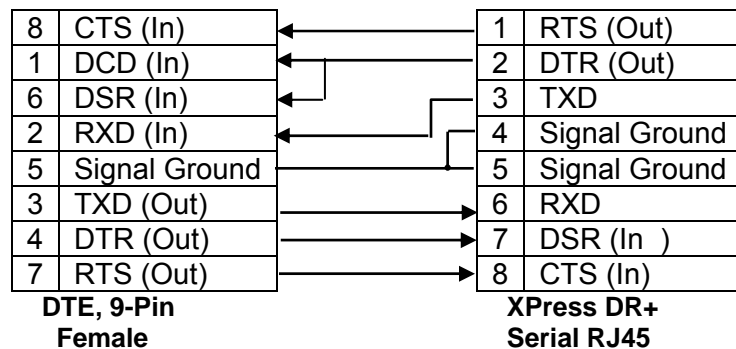 8 CTS (In) 1 RTS (Out)
1 DCD (In) 2 DTR (Out)
6 DSR (In) 3 TXD
2 RXD (In) 4 Signal Ground
5 Signal Ground 5 Signal Ground
3 TXD (Out) 6 RXD
4 DTR (Out) 7 DSR (In )
7 RTS (Out) 8 CTS (In)
DTE, 9-Pin XPress DR+
Female Serial RJ45